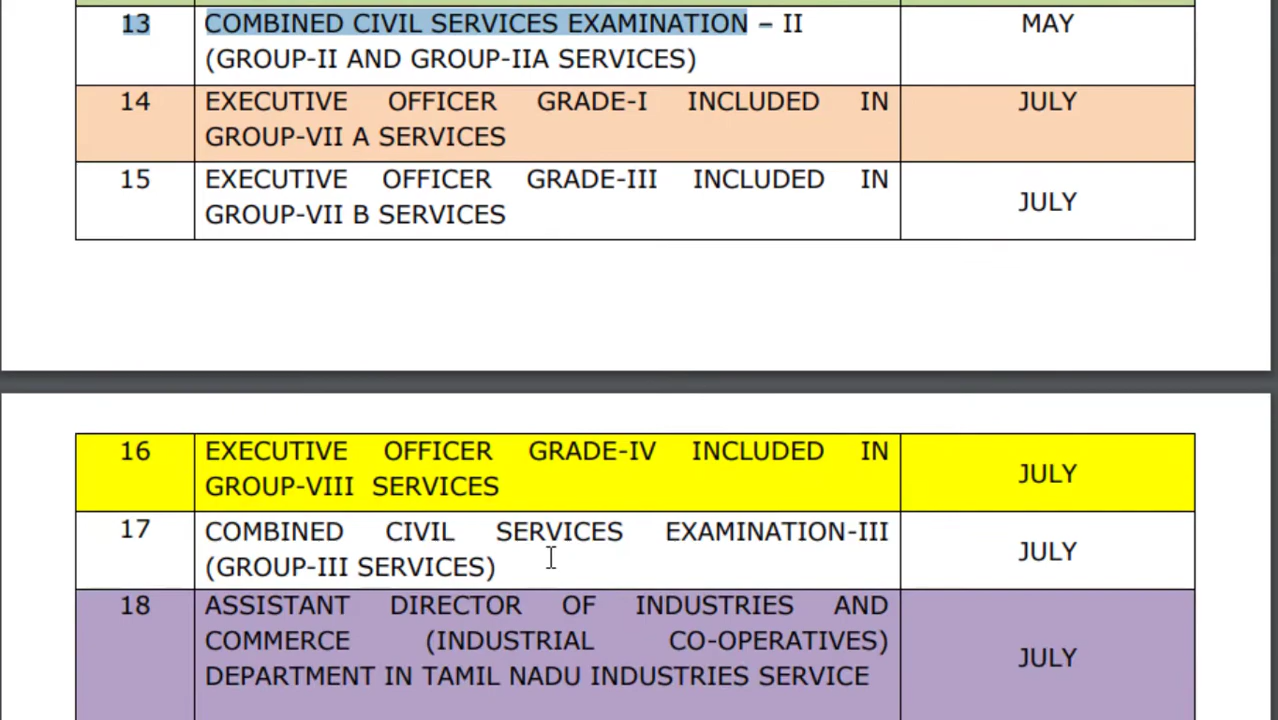 13 COMBINED CIVIL SERVICES EXAMINATION – II MAY
(GROUP-II AND GROUP-IIA SERVICES)
14 EXECUTIVE OFFICER GRADE-I INCLUDED IN JULY
GROUP-VII A SERVICES
15 EXECUTIVE OFFICER GRADE-III INCLUDED IN
JULY
GROUP-VII B SERVICES
16 EXECUTIVE OFFICER GRADE-IV INCLUDED IN
JULY
GROUP-VIII SERVICES
17 COMBINED CIVIL SERVICES EXAMINATION-III
JULY
(GROUP-III SERVICES)
18 ASSISTANT DIRECTOR OF INDUSTRIES AND
COMMERCE (INDUSTRIAL CO-OPERATIVES)
JULY
DEPARTMENT IN TAMIL NADU INDUSTRIES SERVICE